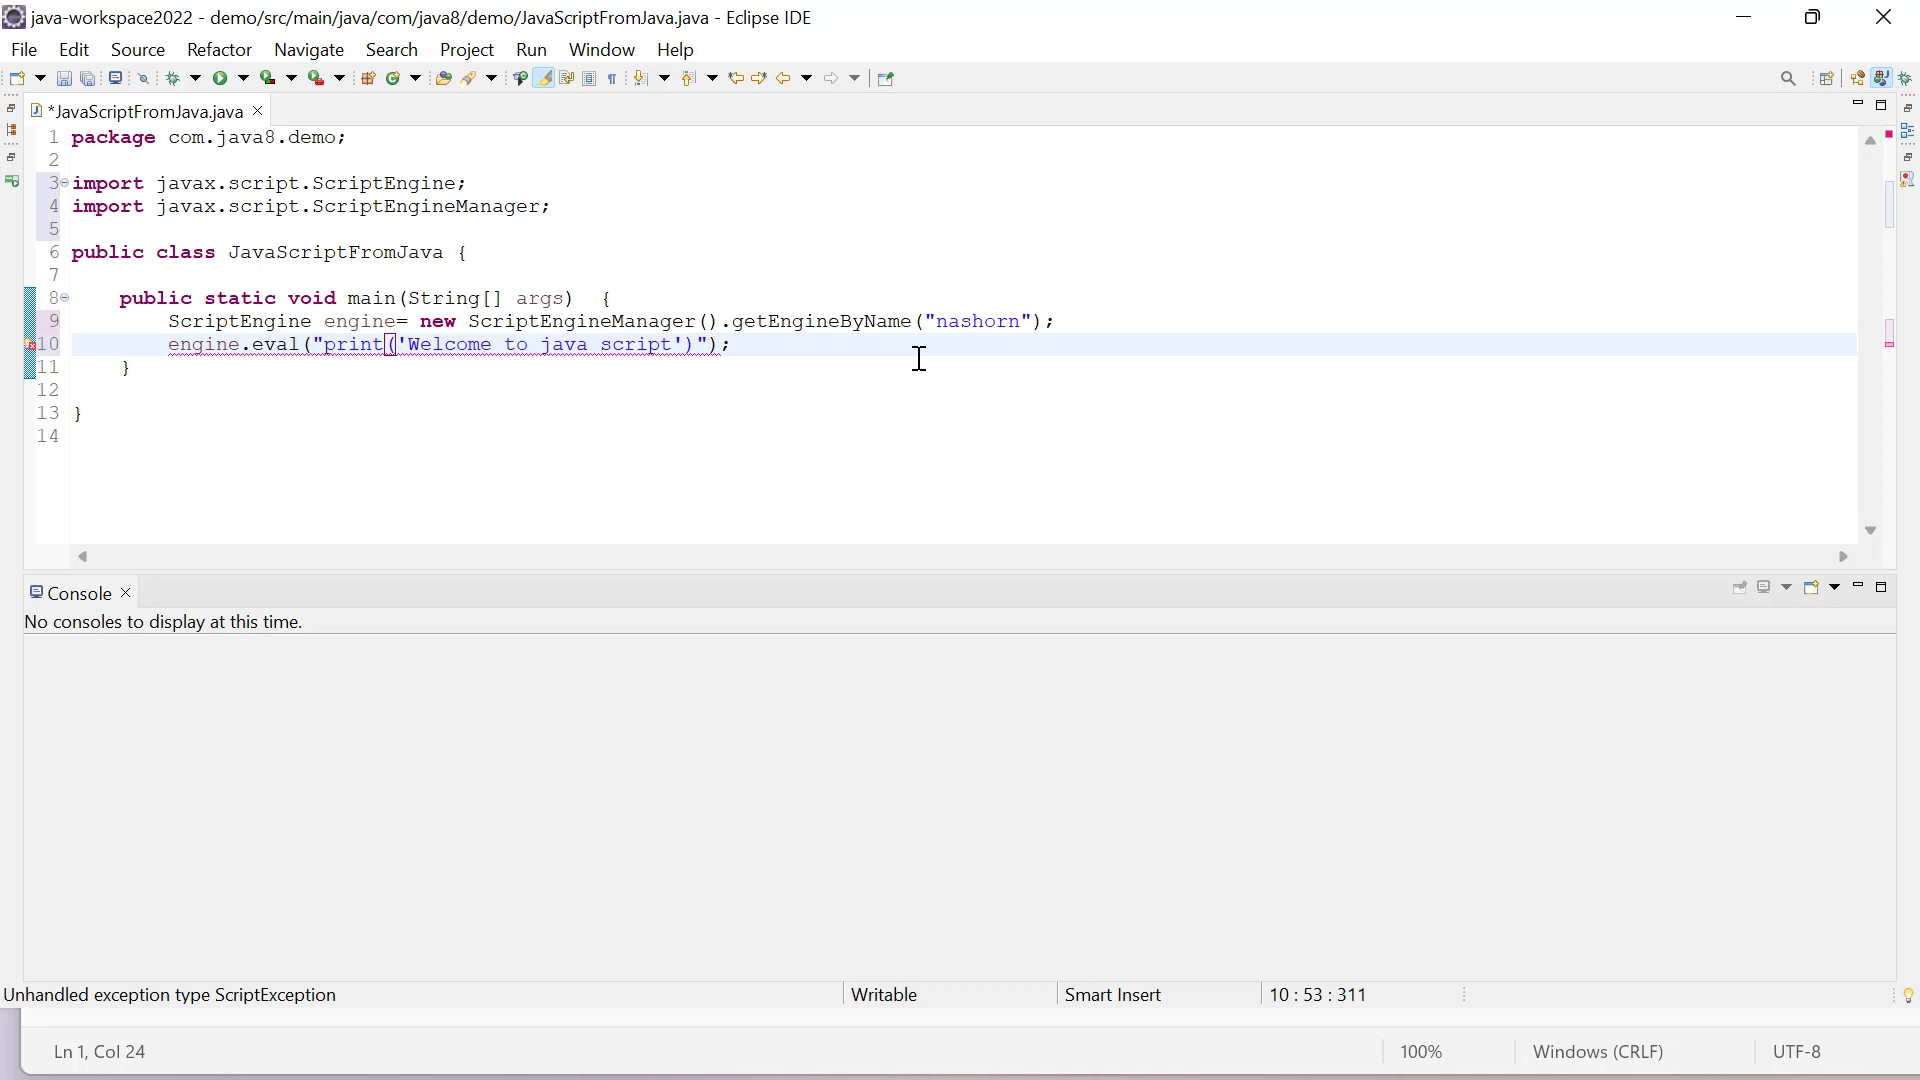 java-workspace2022 - demo/src/main/java/com/java8/demo/JavaScriptFromJava.java - Eclipse IDE
File Edit Source Refactor Navigate Search Project Run Window Help
*JavaScriptFromJava.java
1 package com.java8.demo;
2
3 import javax.script.ScriptEngine;
4 import javax.script.ScriptEngineManager;
5
6 public class JavaScriptFromJava {
7
8 public static void main(String[] args) {
9 ScriptEngine engine= new ScriptEngineManager().getEngineByName("nashorn");
10 engine.eval("print('Welcome to java script')");
11 }
12
13 }
14
Console
No consoles to display at this time.
Unhandled exception type ScriptException Writable Smart Insert 10 : 53 : 311
Ln 1, Col 24 100% Windows (CRLF) UTF-8